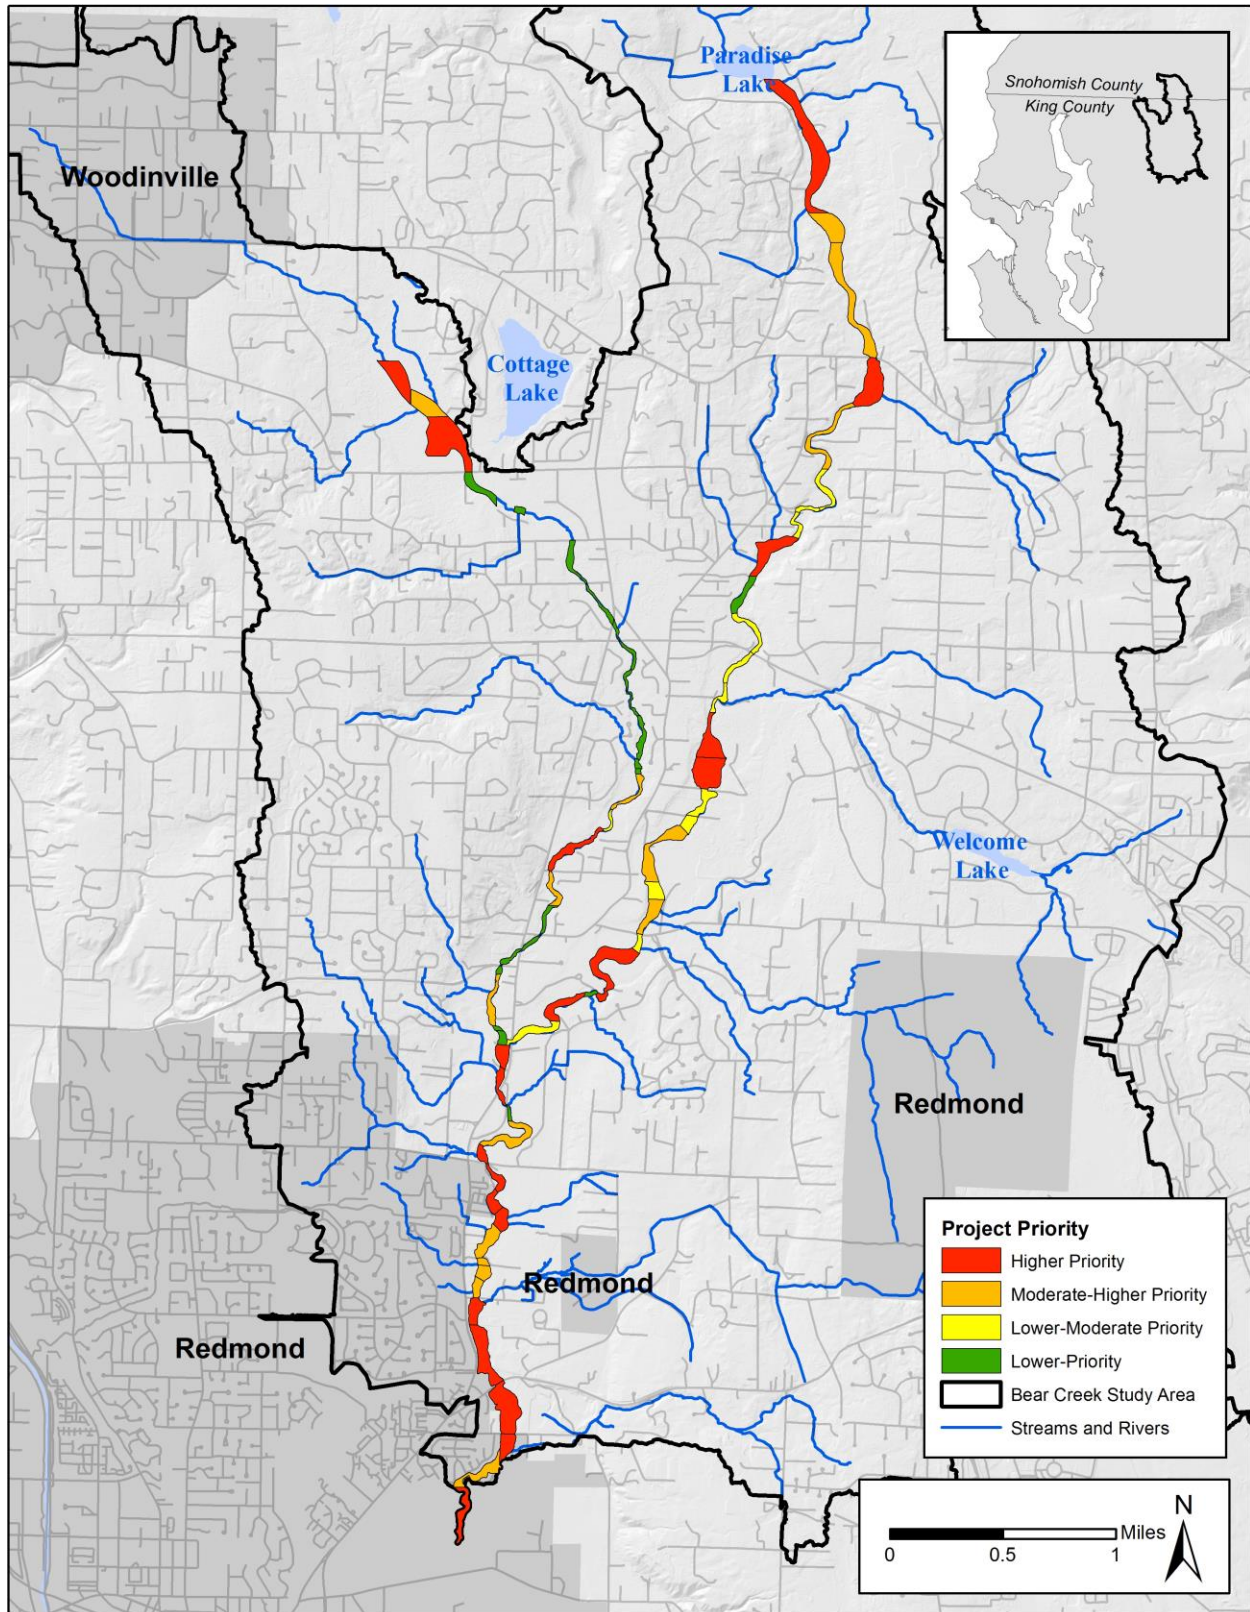 Paradise
Lake
Snohomish County
King County
Woodinville
Cottage
Lake
Welcome
Lake
Redmond
Redmond
Redmond
Project Priority
Higher Priority
Moderate-Higher Priority
Lower-Moderate Priority
Lower-Priority
Bear Creek Study Area
Streams and Rivers
N
Miles
0 0.5 1